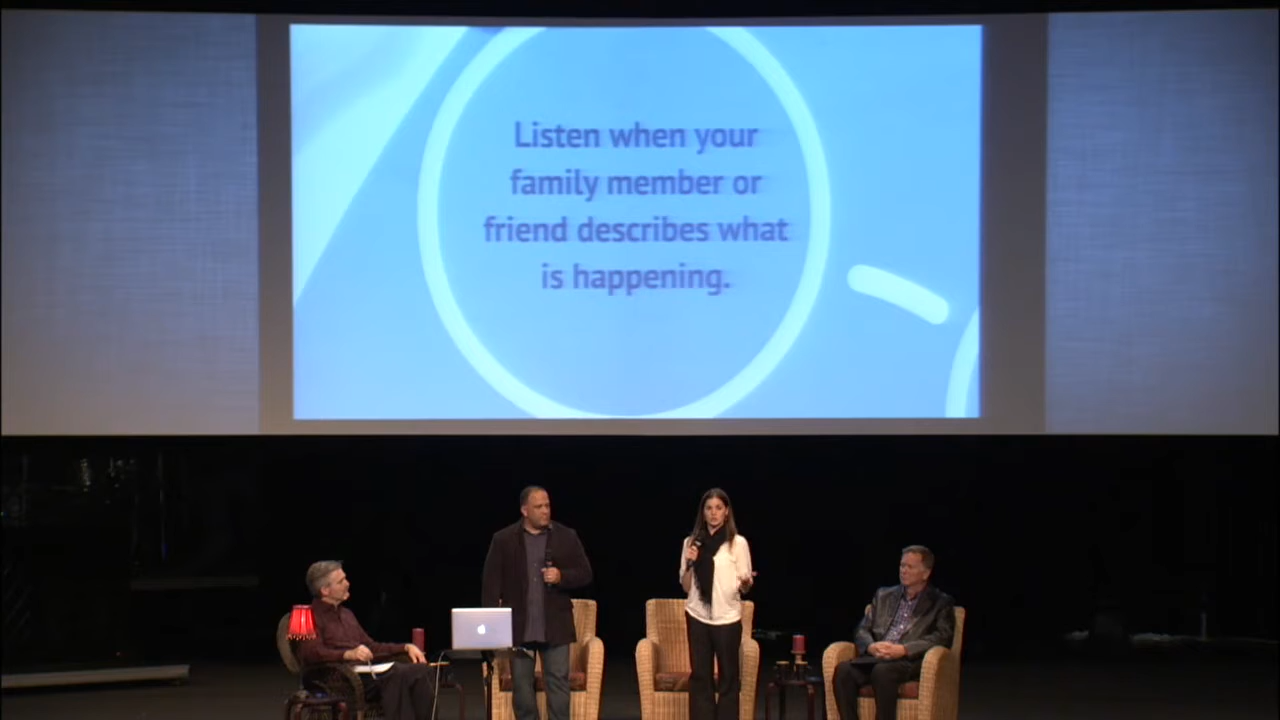 Listen when your
family member or
friend describes what
is happening.